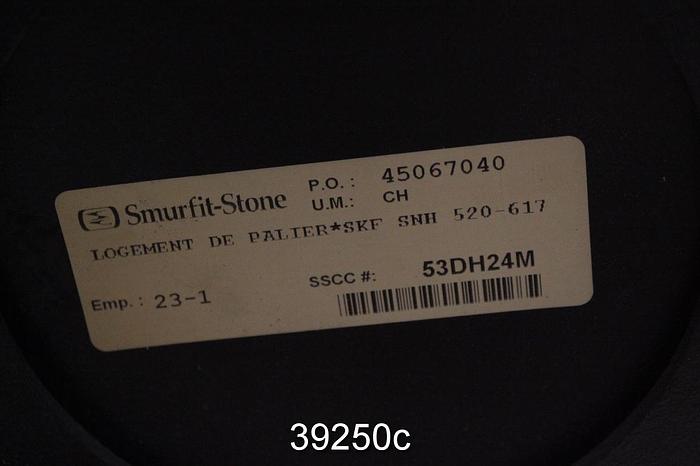 Smurfit-Stone P.O.: 45067040
U.M.: CH
LOGEMENT DE PALIER*SKF SNH 520-617
Emp.: 23-1 SSCC #: 53DH24M
39250c